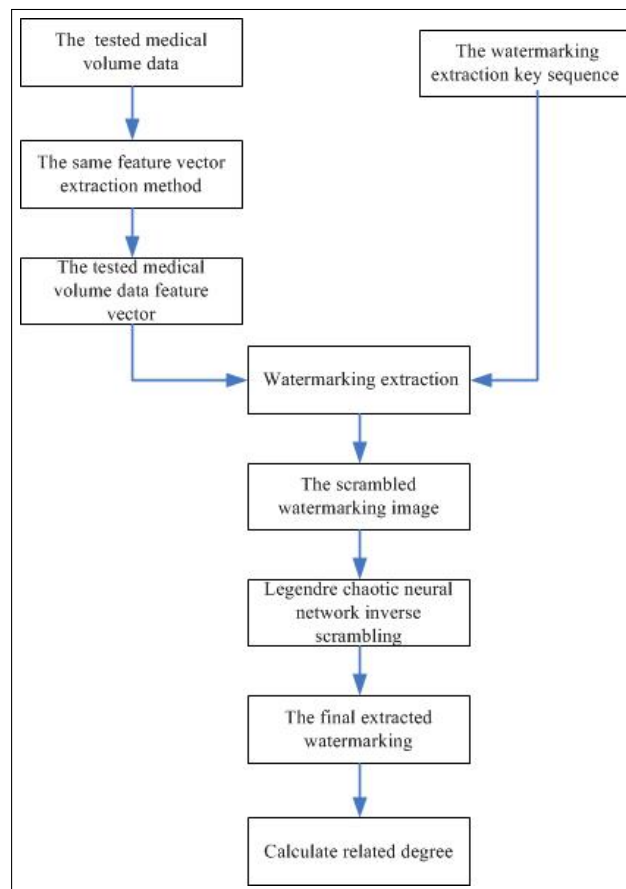 The tested medical
volume data
The watermarking
extraction key sequence
The same feature vector
extraction method
The tested medical
volume data feature
vector
Watermarking extraction
The scrambled
watermarking image
Legendre chaotic neural
network inverse
scrambling
The final extracted
watermarking
Calculate related degree